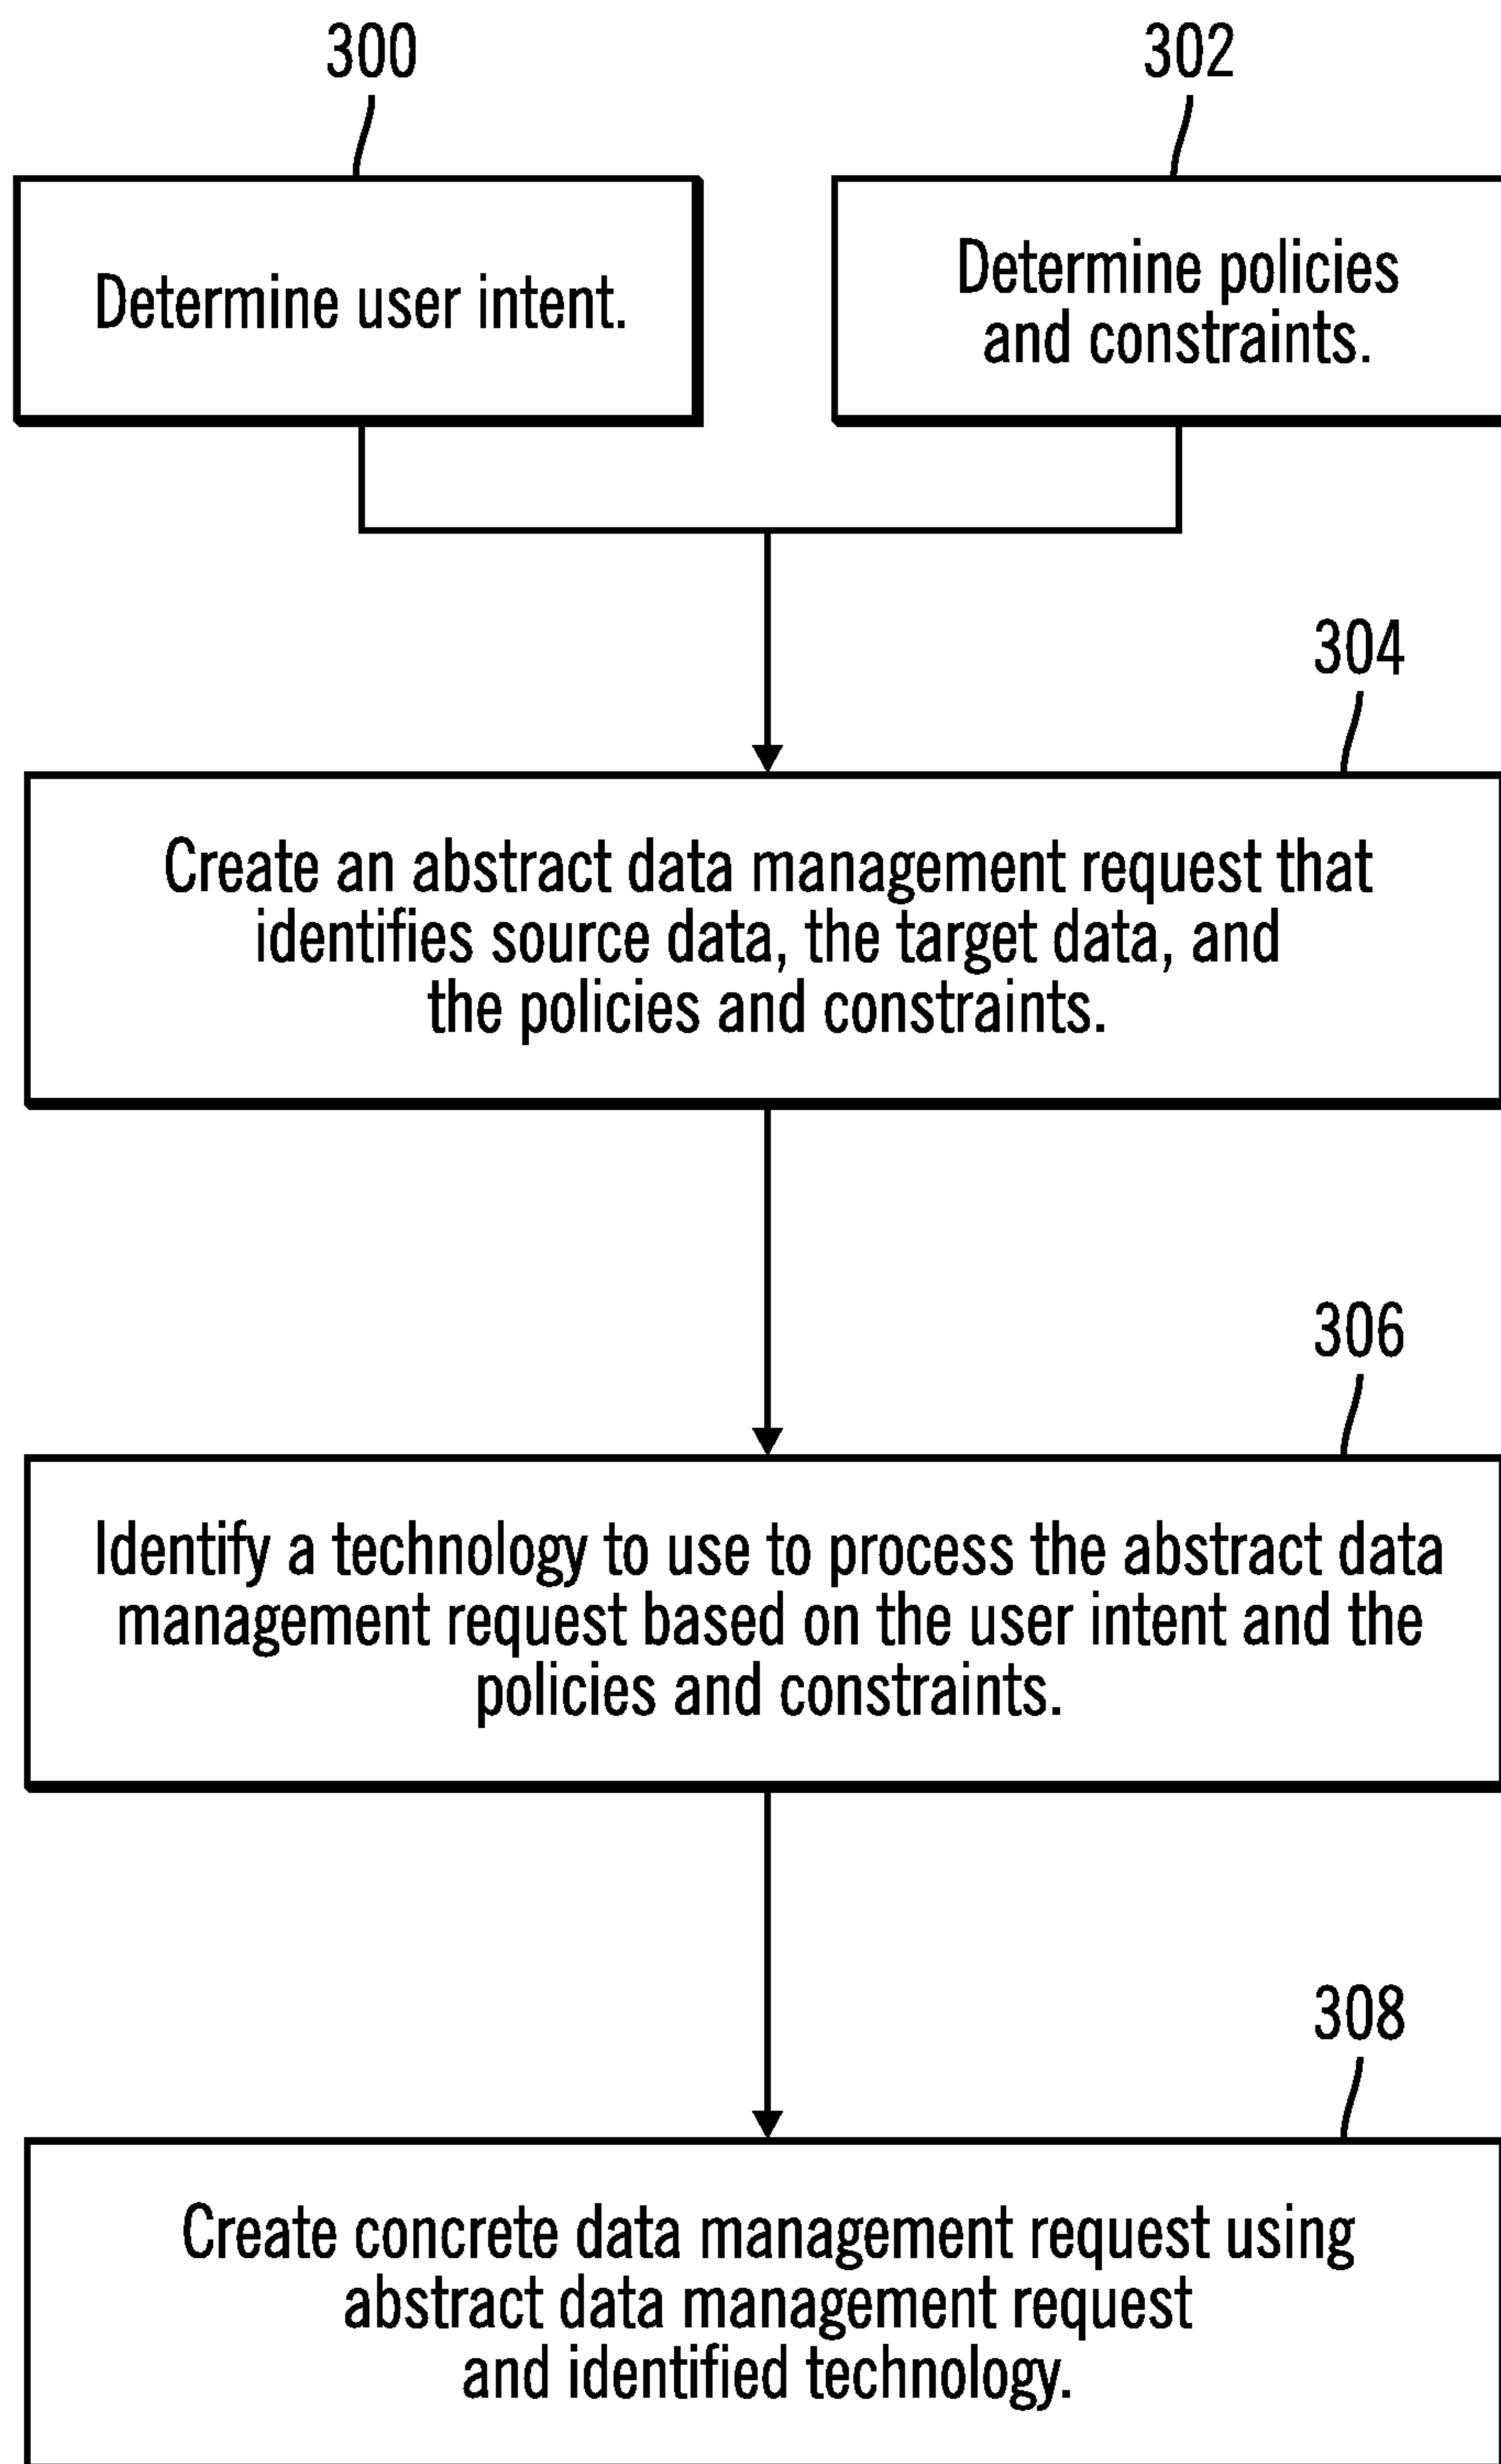 300
302
Determine user intent.
Determine policies
and constraints.
304
Create an abstract data management request that
identifies source data, the target data, and
the policies and constraints.
306
Identify a technology to use to process the abstract data
management request based on the user intent and the
policies and constraints.
308
Create concrete data management request using
abstract data management request
and identified technology.